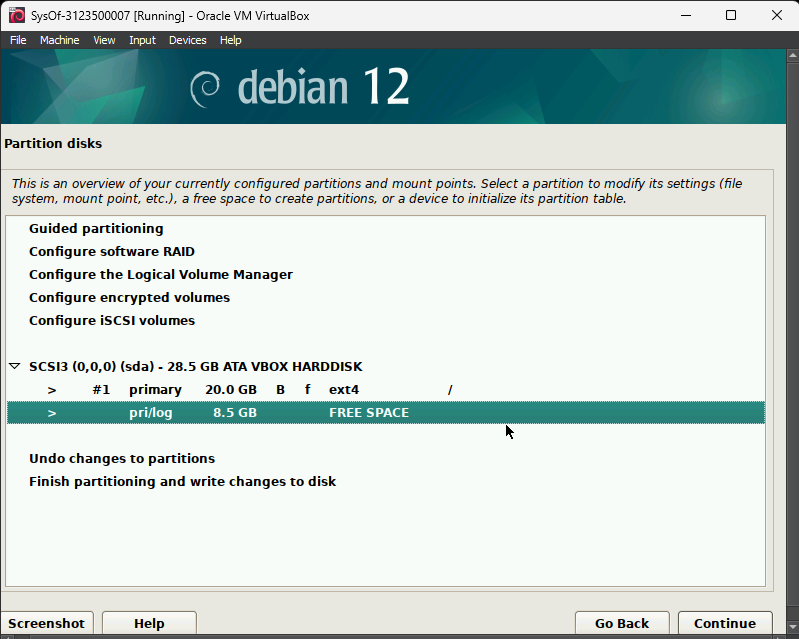 SysOf-3123500007 [Running] - Oracle VM VirtualBox
File Machine View Input Devices Help
debian 12
Partition disks
This is an overview of your currently configured partitions and mount points. Select a partition to modify its settings (file
system, mount point, etc.), a free space to create partitions, or a device to initialize its partition table.
Guided partitioning
Configure software RAID
Configure the Logical Volume Manager
Configure encrypted volumes
Configure iSCSI volumes
SCSI3 (0,0,0) (sda) - 28.5 GB ATA VBOX HARDDISK
> #1 primary 20.0 GB B f ext4 /
> pri/log 8.5 GB FREE SPACE
Undo changes to partitions
Finish partitioning and write changes to disk
Screenshot Help Go Back Continue